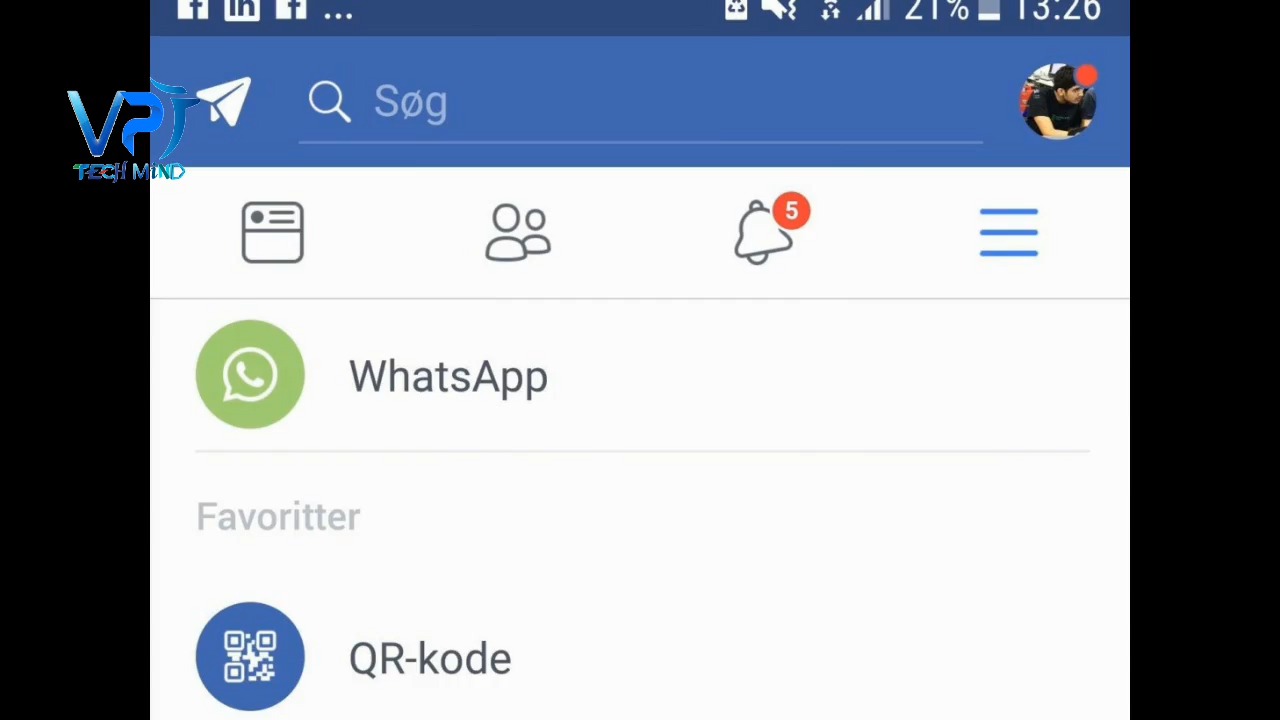 ... 21% 13:26
Søg
VPT
TECH MIND
5
WhatsApp
Favoritter
QR-kode